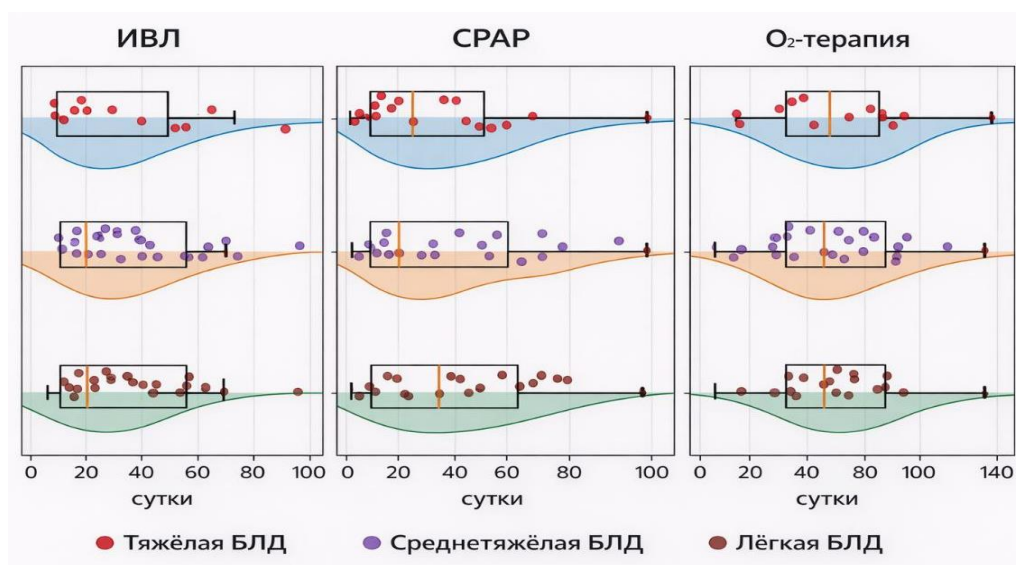 ИВЛ CPAP O₂-терапия
0 20 40 60 80 100 0 20 40 60 80 100 0 20 40 60 80 100 140
сутки сутки сутки
Тяжёлая БЛД Среднетяжёлая БЛД Лёгкая БЛД